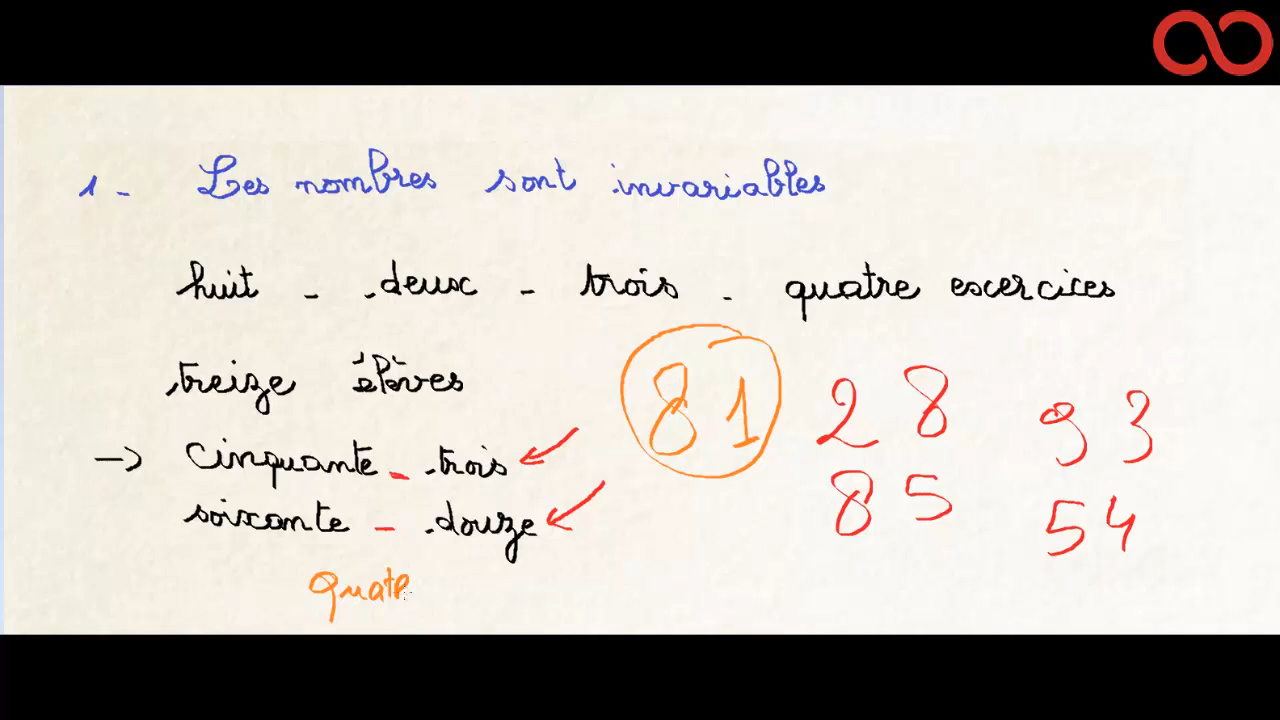 1 - Les nombres sont invariables
huit - deux - trois - quatre exercices
treize élèves
81 28 93
→ cinquante - trois
85 54
soixante - douze
quatr